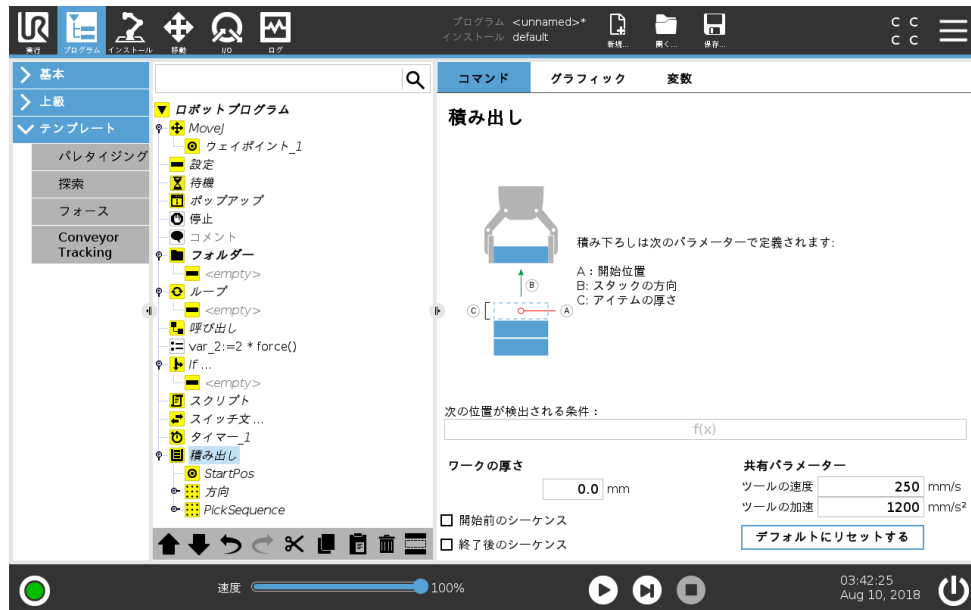 プログラム <unnamed>*
インストール default
新規...
開く...
保存...
C C
C C
実行
プログラム
インストール
移動
I/O
ログ
基本
上級
テンプレート
パレタイジング
探索
フォース
Conveyor
Tracking
ロボットプログラム
MoveJ
ウェイポイント_1
設定
待機
ポップアップ
停止
コメント
フォルダー
<empty>
ループ
<empty>
呼び出し
var_2:=2 * force()
If ...
<empty>
スクリプト
スイッチ文 ...
タイマー_1
積み出し
StartPos
方向
PickSequence
コマンド
グラフィック
変数
積み出し
積み下ろしは次のパラメーターで定義されます:
A : 開始位置
B: スタックの方向
C: アイテムの厚さ
B
C
A
次の位置が検出される条件 :
f(x)
ワークの厚さ
0.0 mm
開始前のシーケンス
終了後のシーケンス
共有パラメーター
ツールの速度 250 mm/s
ツールの加速 1200 mm/s²
デフォルトにリセットする
速度
100%
03:42:25
Aug 10, 2018